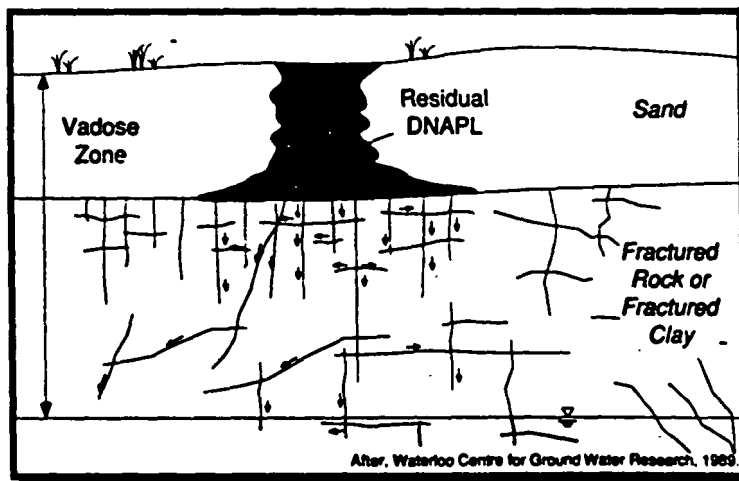 Vadose
Zone
Residual
DNAPL
Sand
Fractured
Rock or
Fractured
Clay
After, Waterloo Centre for Ground Water Research, 1989.